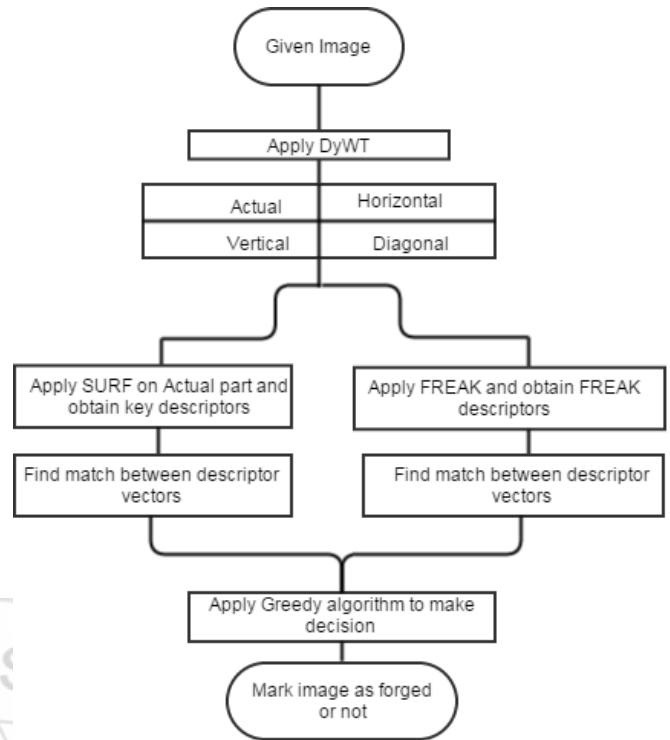 Given Image
Apply DyWT
Actual
Horizontal
Vertical
Diagonal
Apply SURF on Actual part and
obtain key descriptors
Apply FREAK and obtain FREAK
descriptors
Find match between descriptor
vectors
Find match between descriptor
vectors
Apply Greedy algorithm to make
decision
Mark image as forged
or not